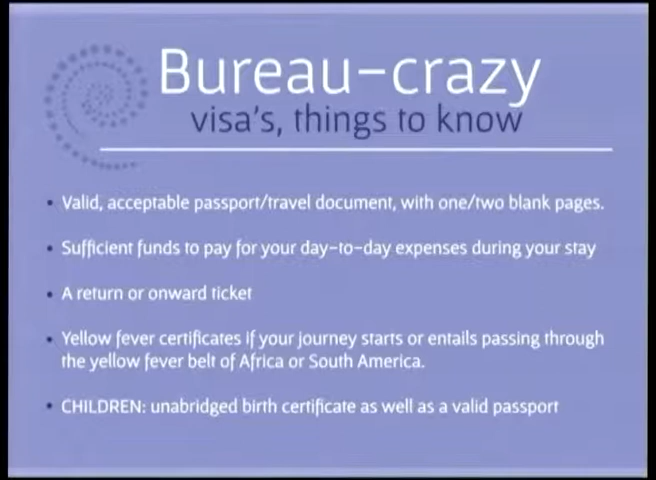 Bureau-crazy
visa's, things to know
• Valid, acceptable passport/travel document, with one/two blank pages.
• Sufficient funds to pay for your day-to-day expenses during your stay
• A return or onward ticket
• Yellow fever certificates if your journey starts or entails passing through
the yellow fever belt of Africa or South America.
• CHILDREN: unabridged birth certificate as well as a valid passport